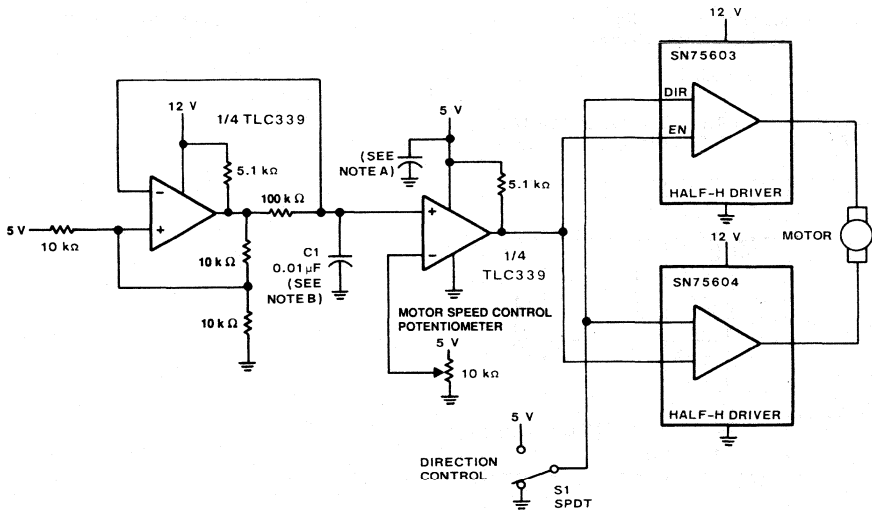 12 V
SN75603
DIR
EN
HALF-H DRIVER
12 V
1/4 TLC339
5.1 kΩ
5 V
(SEE
NOTE A)
5.1 kΩ
100 kΩ
−
+
5 V
10 kΩ
10 kΩ
10 kΩ
C1
0.01 μF
(SEE
NOTE B)
+
−
1/4
TLC339
MOTOR SPEED CONTROL
POTENTIOMETER
5 V
10 kΩ
MOTOR
12 V
SN75604
HALF-H DRIVER
5 V
DIRECTION
CONTROL
S1
SPDT